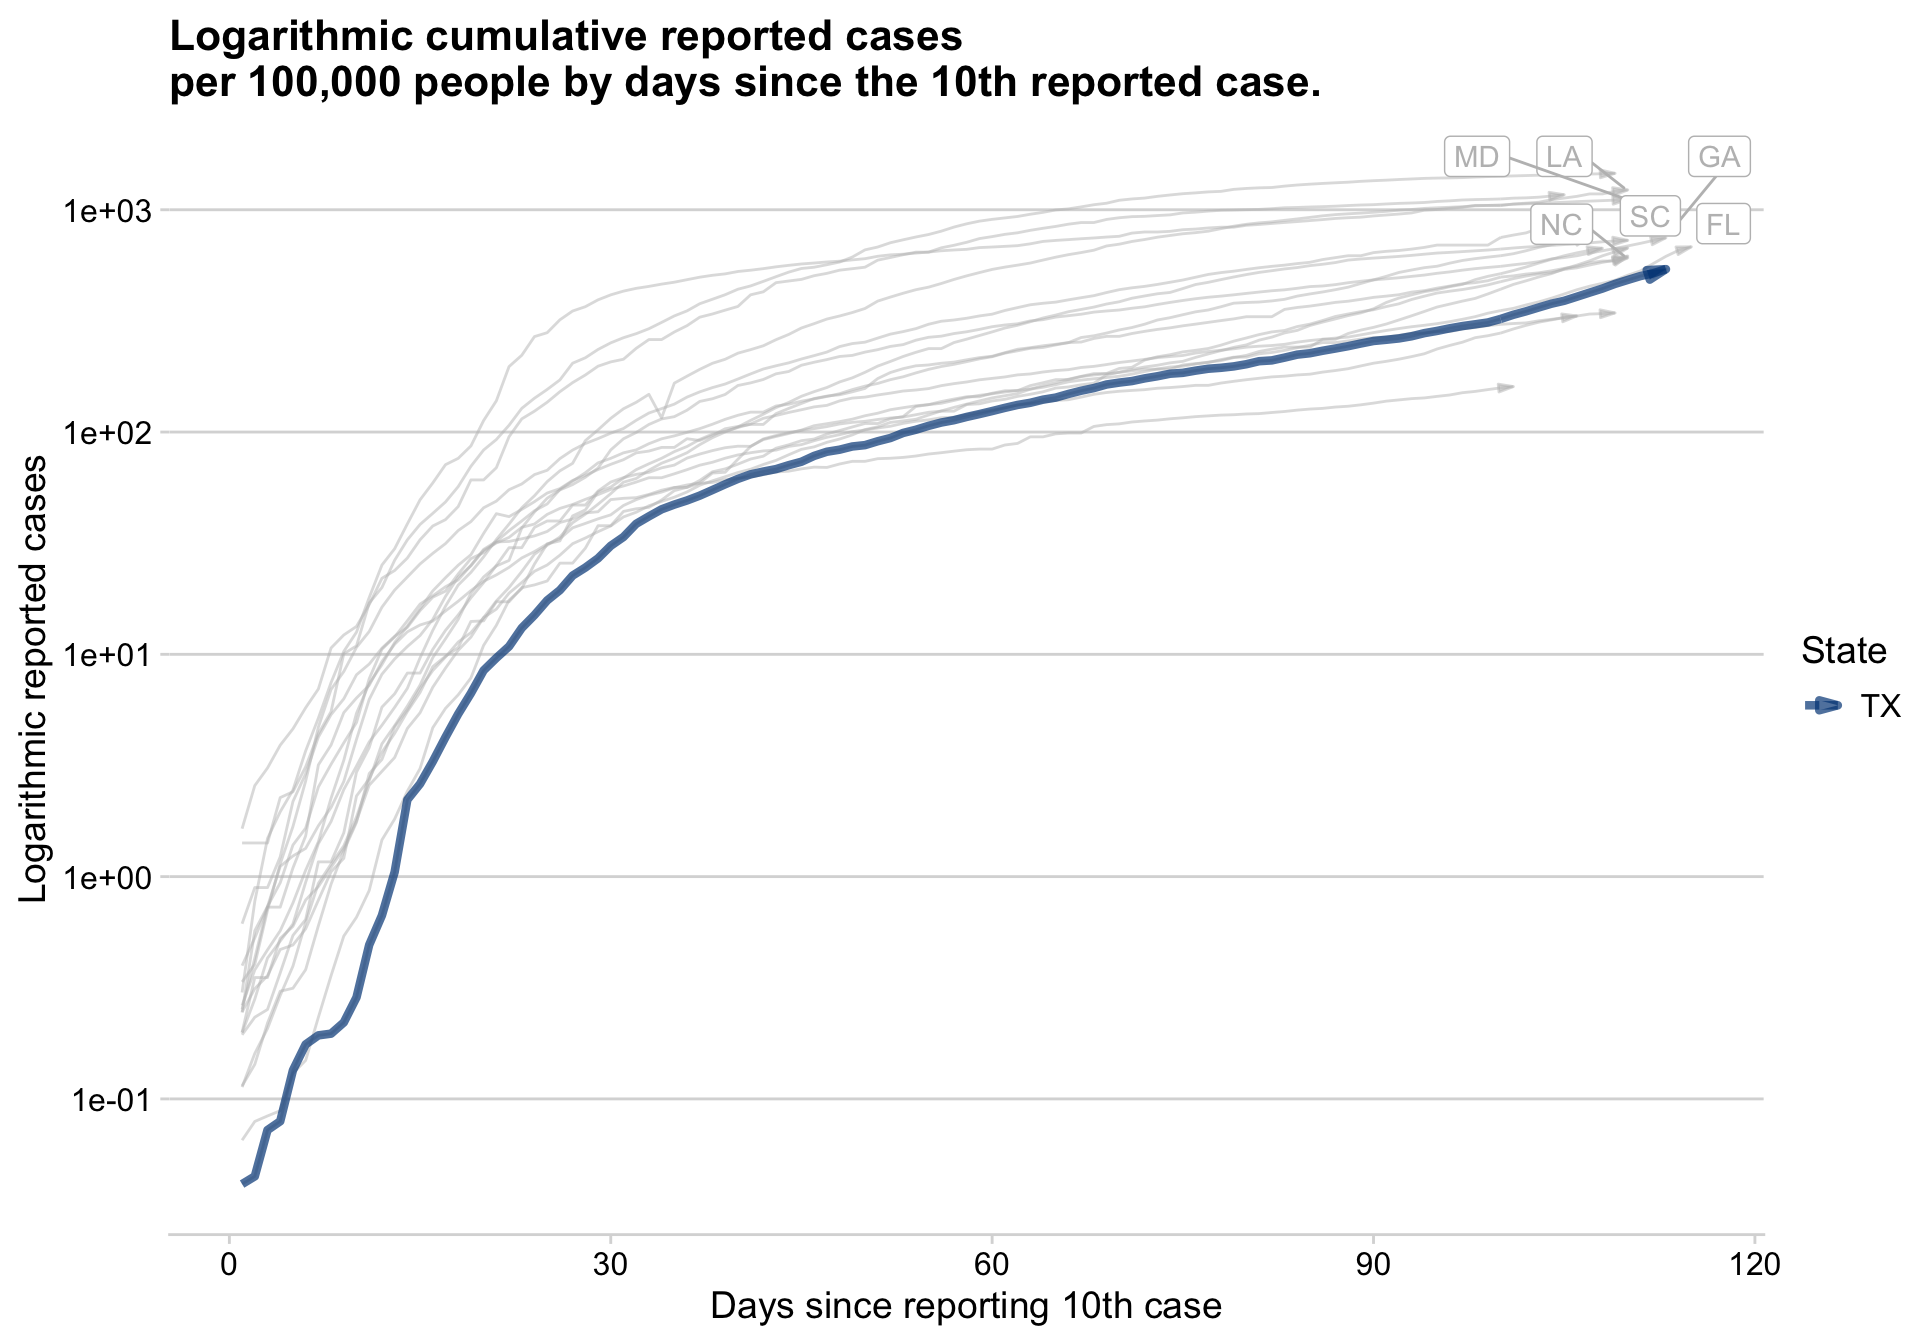 Logarithmic cumulative reported cases
per 100,000 people by days since the 10th reported case.
MD LA GA
NC SC FL
1e+03
1e+02
1e+01
1e+00
1e-01
Logarithmic reported cases
State
TX
0 30 60 90 120
Days since reporting 10th case